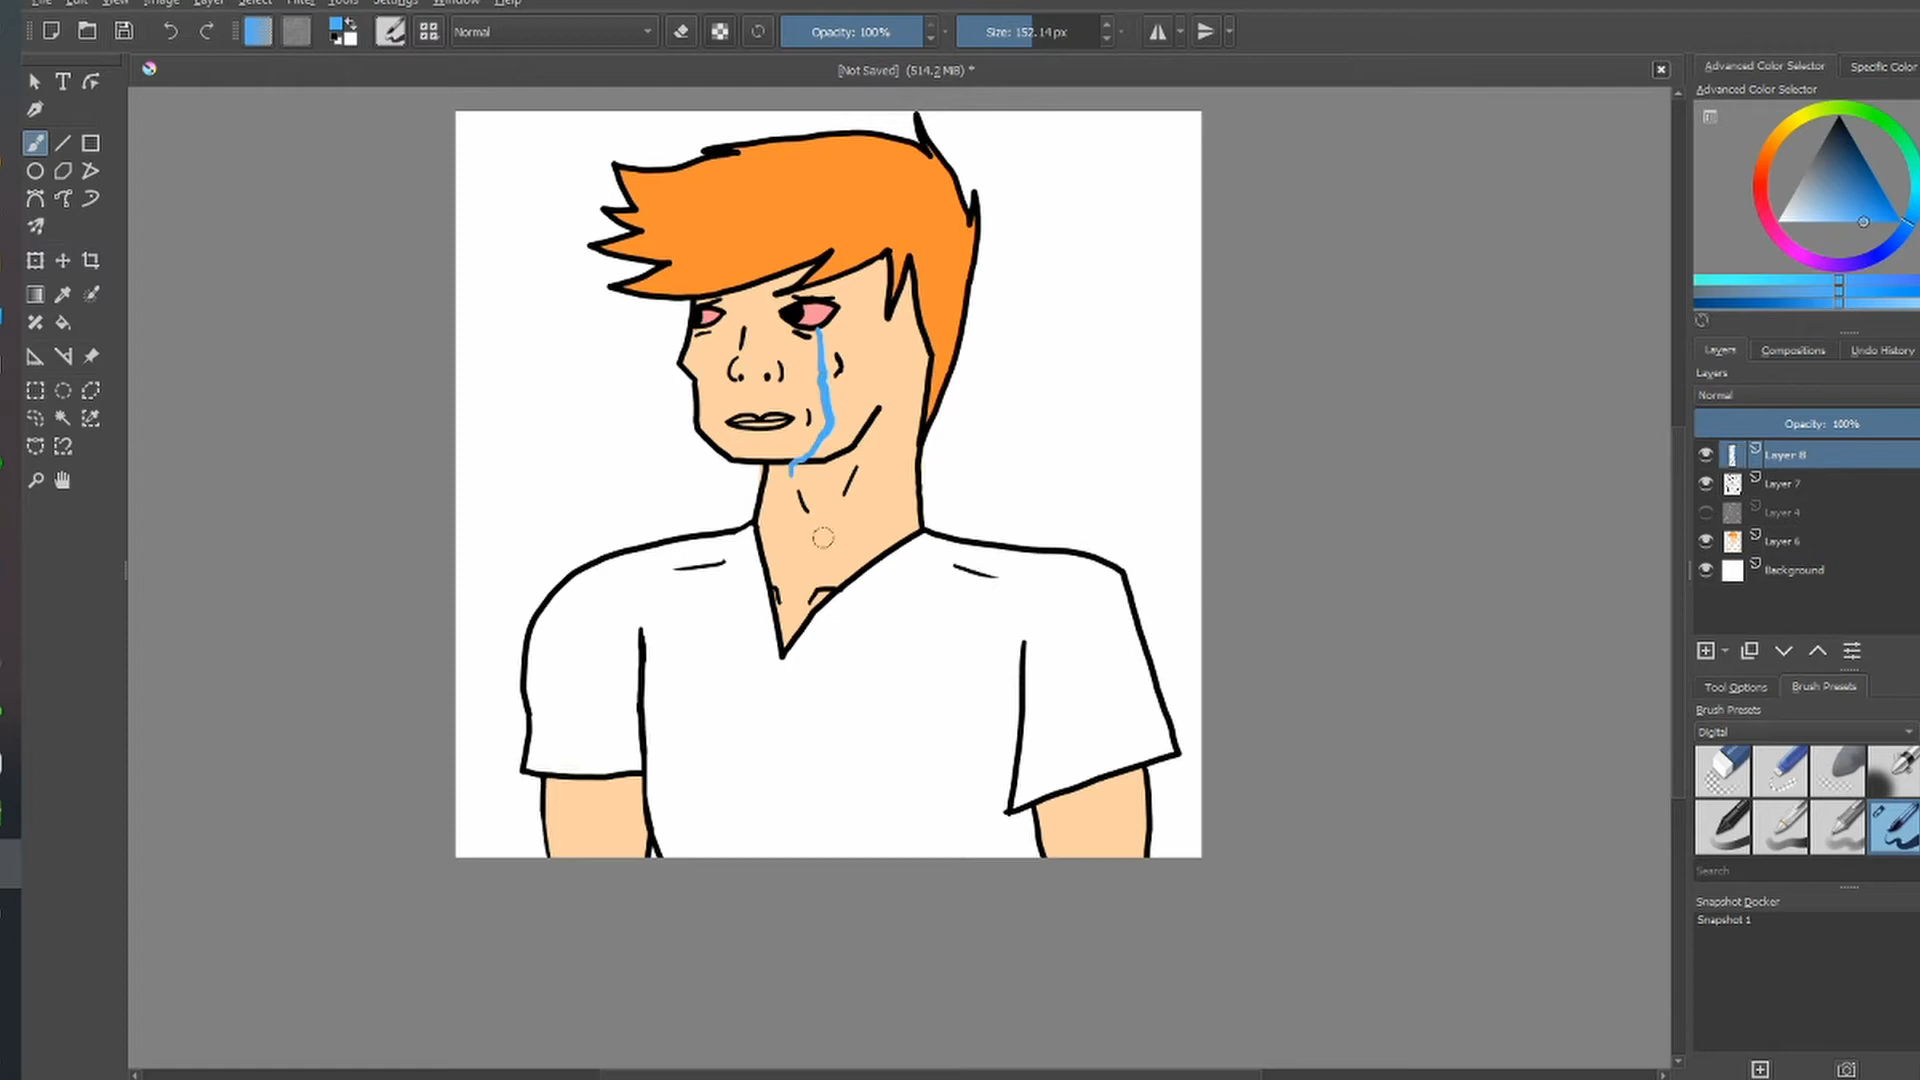 File Edit View Image Layer Select Filter Tools Settings Window Help
Normal
Opacity: 100%
Size: 152.14 px
[Not Saved] (514.2 MiB) *
Advanced Color Selector
Specific Color
Advanced Color Selector
Layers
Compositions
Undo History
Layers
Normal
Opacity: 100%
Layer 8
Layer 7
Layer 4
Layer 6
Background
Tool Options
Brush Presets
Brush Presets
Digital
Search
Snapshot Docker
Snapshot 1